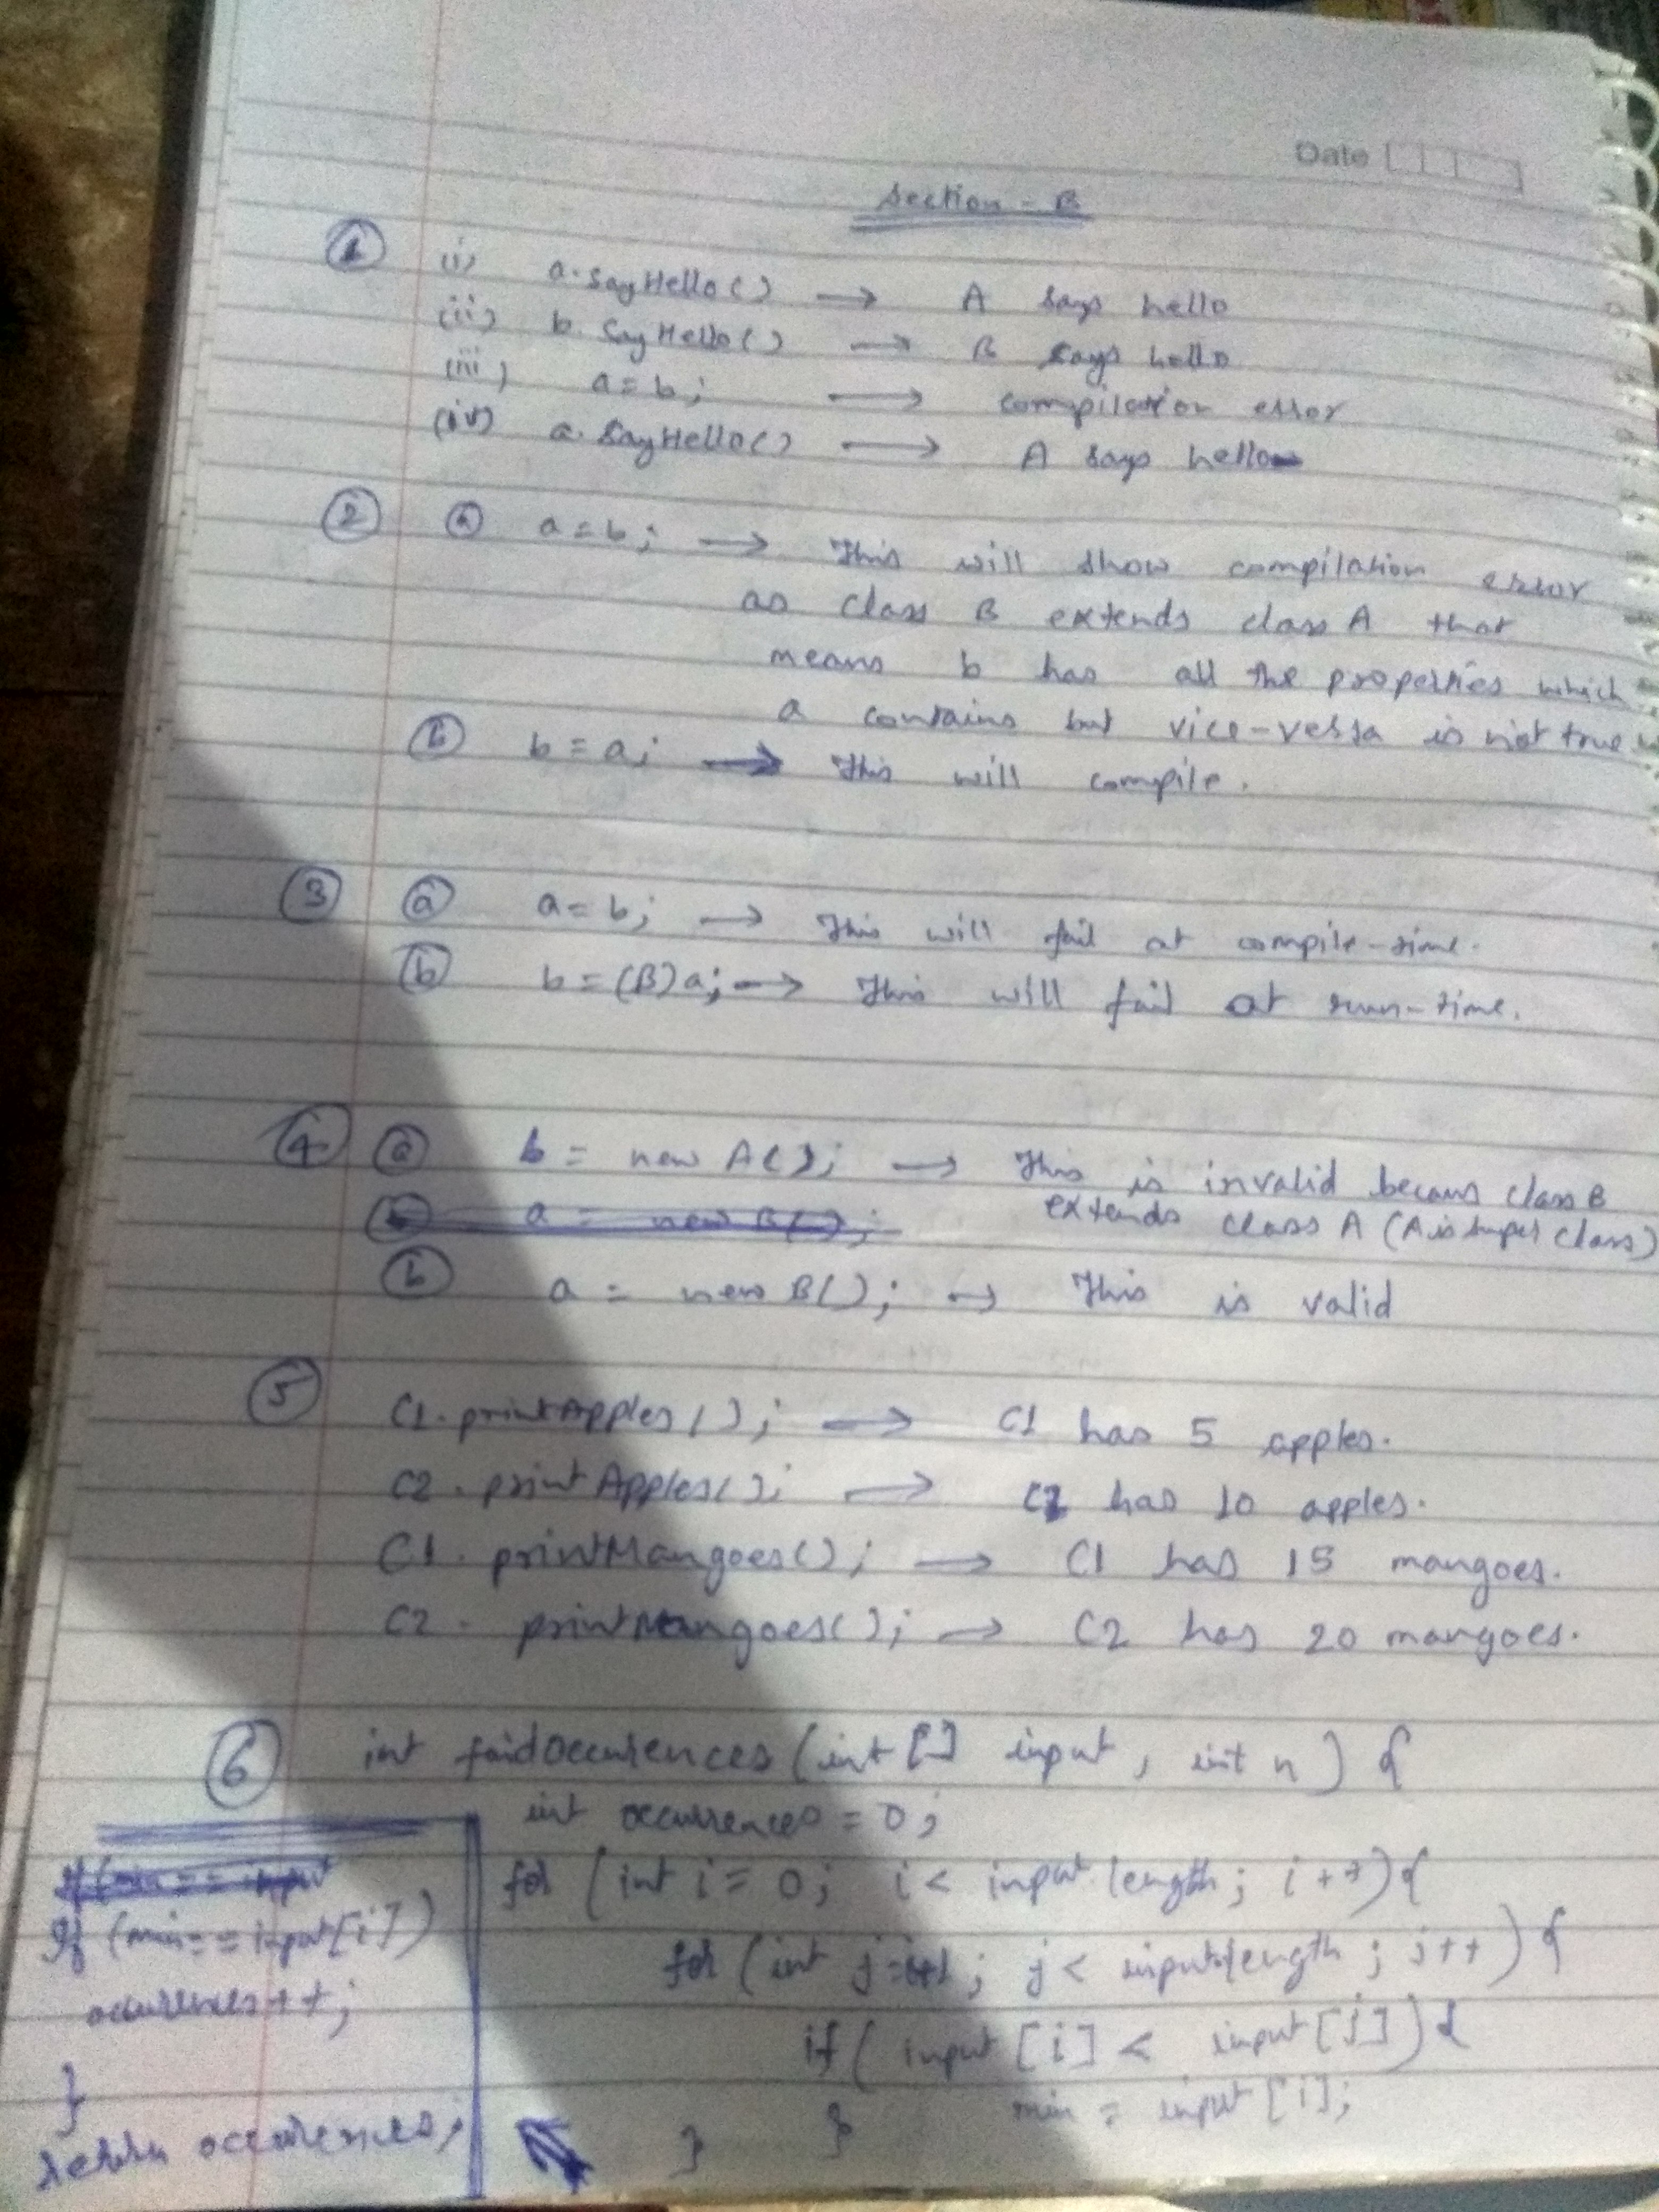 Date
Section - B
1 (i) a.sayHello() → A says hello
(ii) b.sayHello() → B says hello
(iii) a = b; → compilation error
(iv) a.sayHello() → A says hello
2 a a = b; → This will show compilation error
as class B extends class A that
means b has all the properties which
a contains but vice-versa is not true
b b = a; → This will compile.
3 a a = b; → This will fail at compile-time.
b b = (B)a; → This will fail at run-time.
4 a b = new A(); → This is invalid becaus class B
extends class A (A is super class)
a = new B();
b a = new B(); → This is valid
5 C1.printApples(); → C1 has 5 apples.
C2.printApples(); → C2 has 10 apples.
C1.printMangoes(); → C1 has 15 mangoes.
C2.printMangoes(); → C2 has 20 mangoes.
6 int findoccurences (int [] input, int n) {
int occurrences = 0;
for (int i = 0; i < input.length; i++) {
for (int j=i+1; j < input.length; j++) {
if (input [i] < input [j]) {
min = input [i];
}
}
if (min == input
If (min == input[i])
occurences++;
}
return occurences;